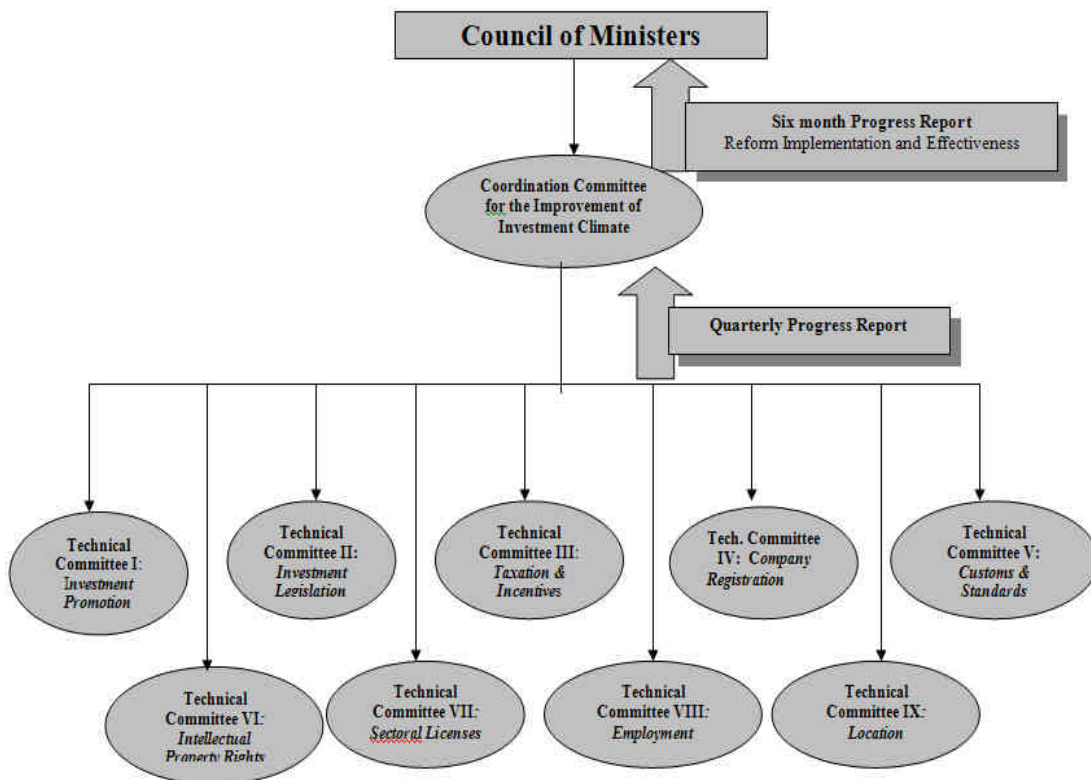 Council of Ministers
Six month Progress Report
Reform Implementation and Effectiveness
Coordination Committee
for the Improvement of
Investment Climate
Quarterly Progress Report
Technical
Committee I:
Investment
Promotion
Technical
Committee II:
Investment
Legislation
Technical
Committee III:
Taxation &
Incentives
Tech. Committee
IV: Company
Registration
Technical
Committee V:
Customs &
Standards
Technical
Committee VI:
Intellectual
Property Rights
Technical
Committee VII:
Sectoral Licenses
Technical
Committee VIII:
Employment
Technical
Committee IX:
Location